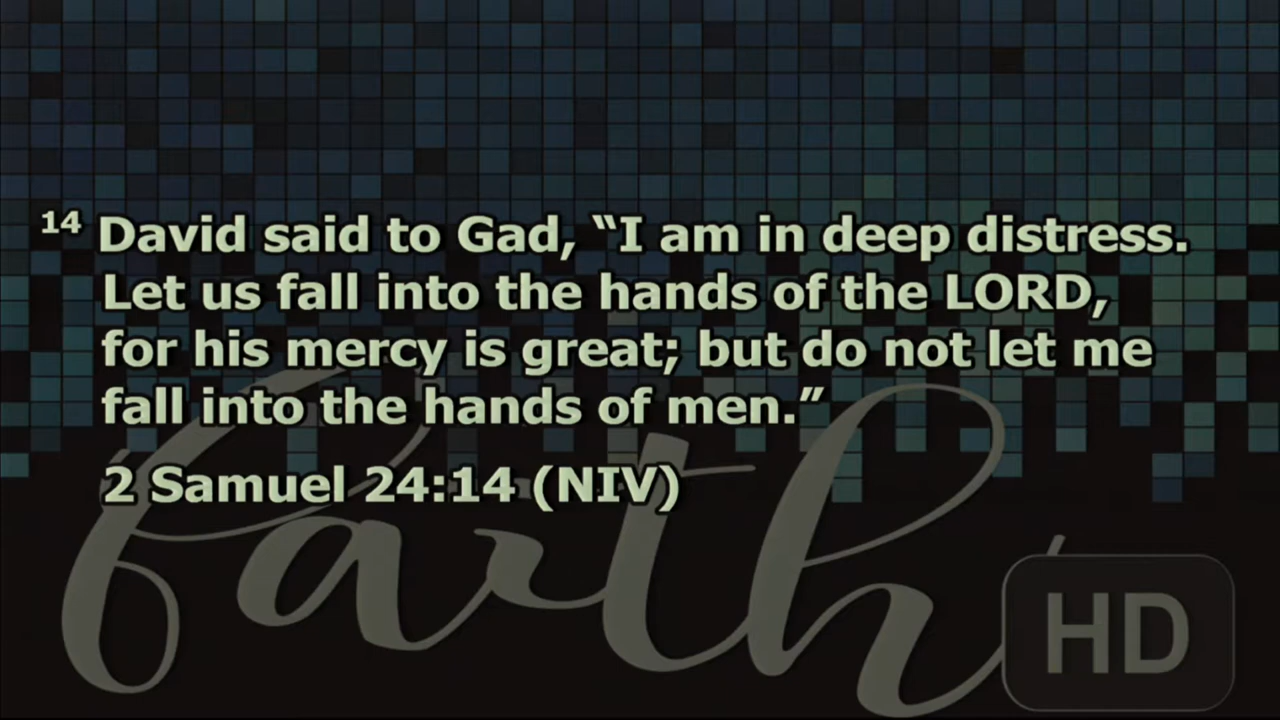 14 David said to Gad, “I am in deep distress.
Let us fall into the hands of the LORD,
for his mercy is great; but do not let me
fall into the hands of men.”
2 Samuel 24:14 (NIV)
faith
HD